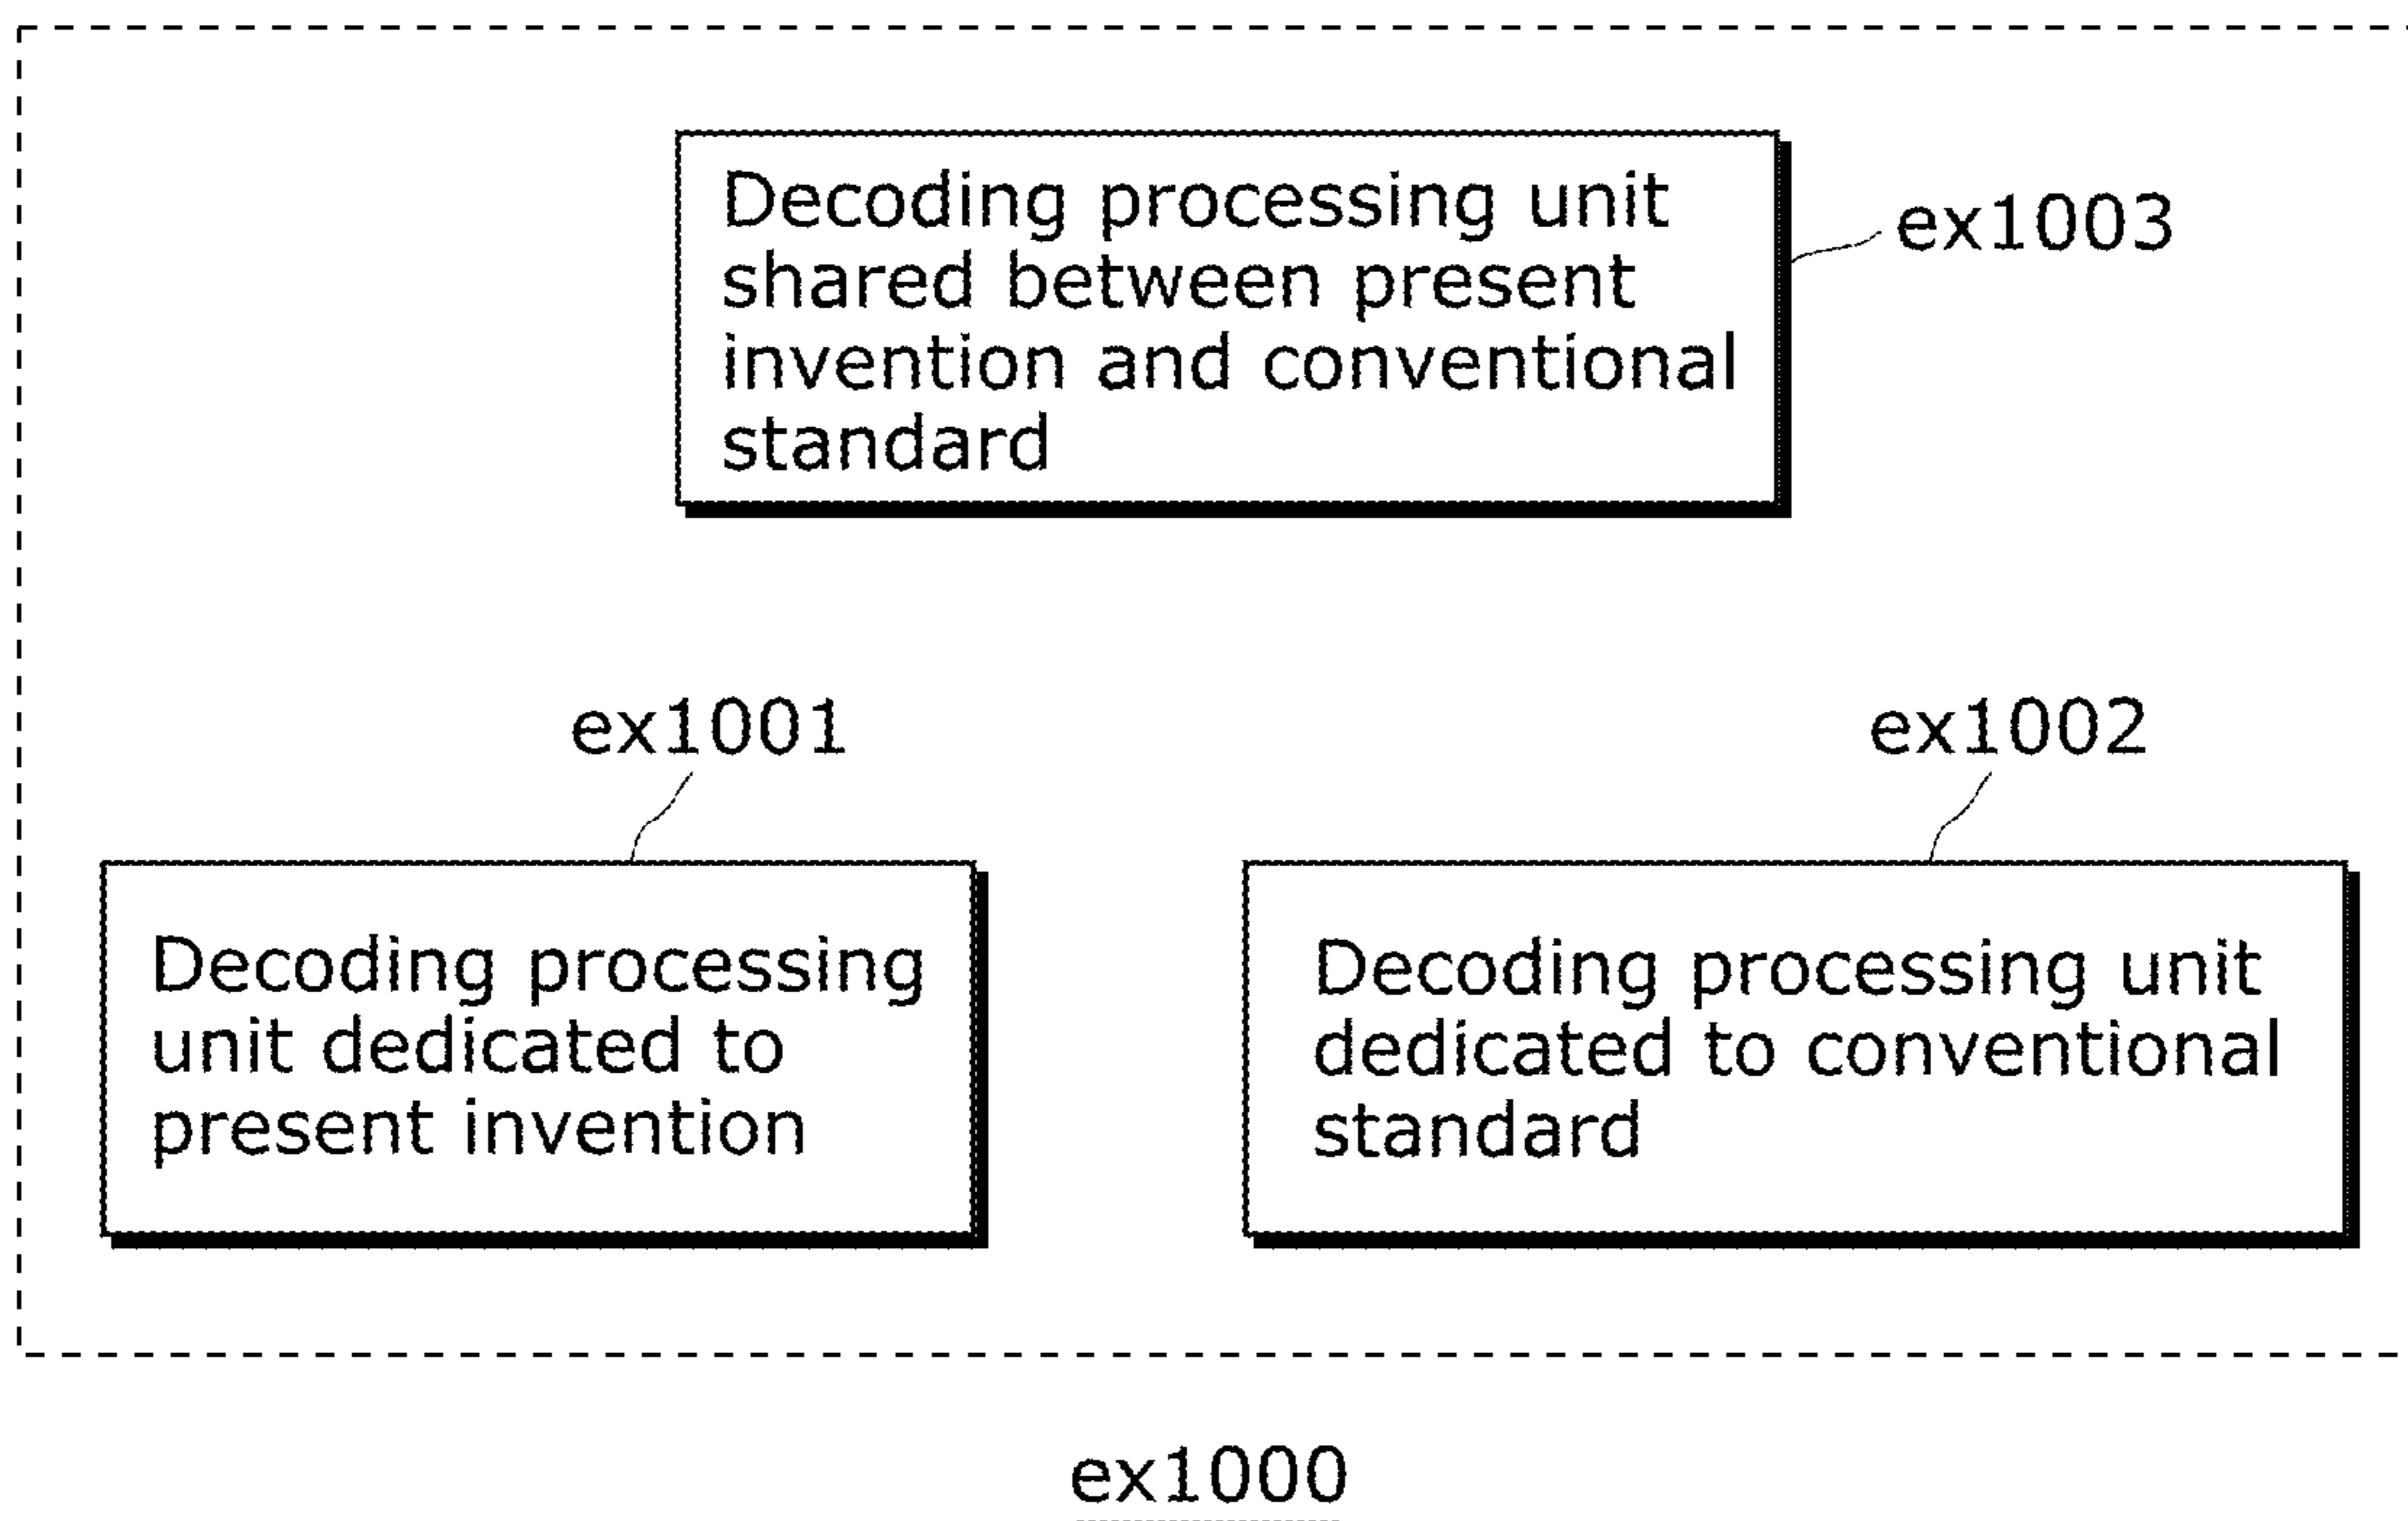 Decoding processing unit
shared between present
invention and conventional
standard
ex1003
ex1001
ex1002
Decoding processing
unit dedicated to
present invention
Decoding processing unit
dedicated to conventional
standard
ex1000